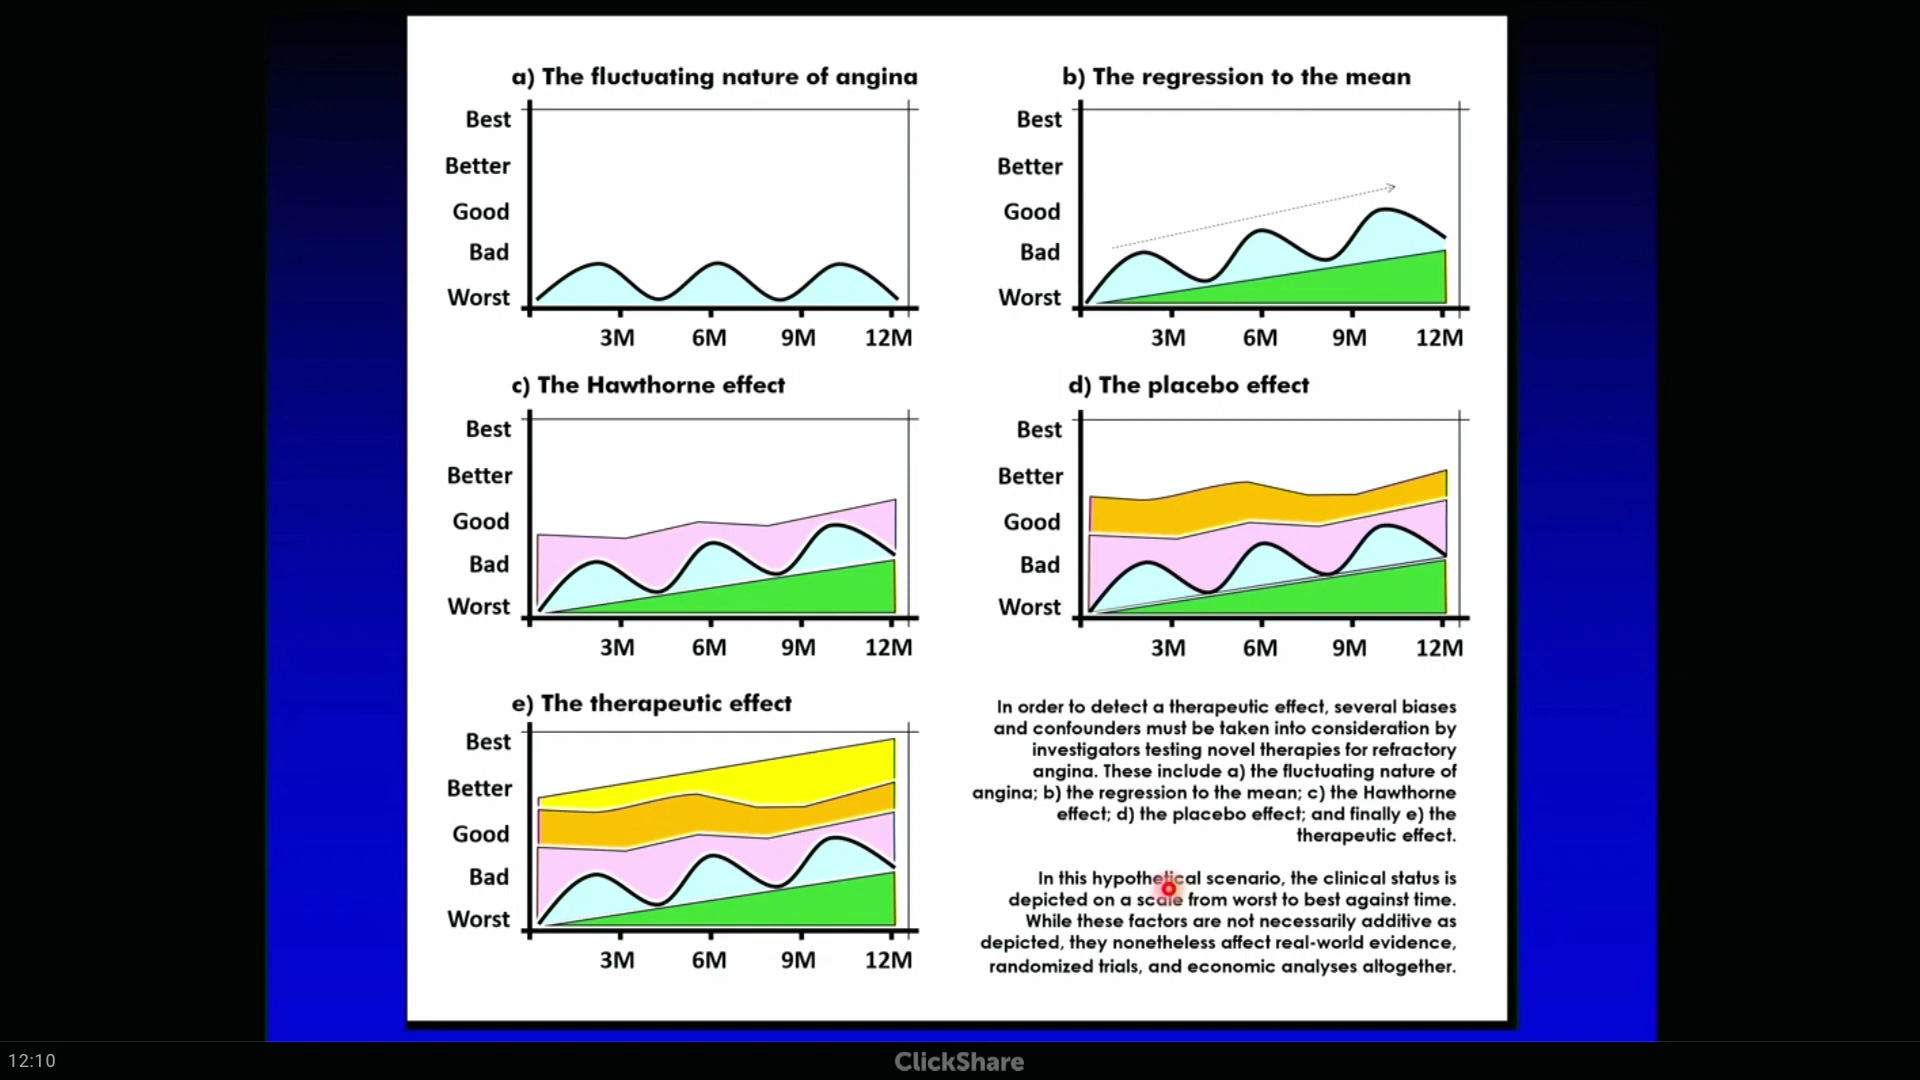 a) The fluctuating nature of angina
Best
Better
Good
Bad
Worst
3M 6M 9M 12M
b) The regression to the mean
Best
Better
Good
Bad
Worst
3M 6M 9M 12M
c) The Hawthorne effect
Best
Better
Good
Bad
Worst
3M 6M 9M 12M
d) The placebo effect
Best
Better
Good
Bad
Worst
3M 6M 9M 12M
e) The therapeutic effect
Best
Better
Good
Bad
Worst
3M 6M 9M 12M
In order to detect a therapeutic effect, several biases
and confounders must be taken into consideration by
investigators testing novel therapies for refractory
angina. These include a) the fluctuating nature of
angina; b) the regression to the mean; c) the Hawthorne
effect; d) the placebo effect; and finally e) the
therapeutic effect.
In this hypothetical scenario, the clinical status is
depicted on a scale from worst to best against time.
While these factors are not necessarily additive as
depicted, they nonetheless affect real-world evidence,
randomized trials, and economic analyses altogether.
12:10
ClickShare